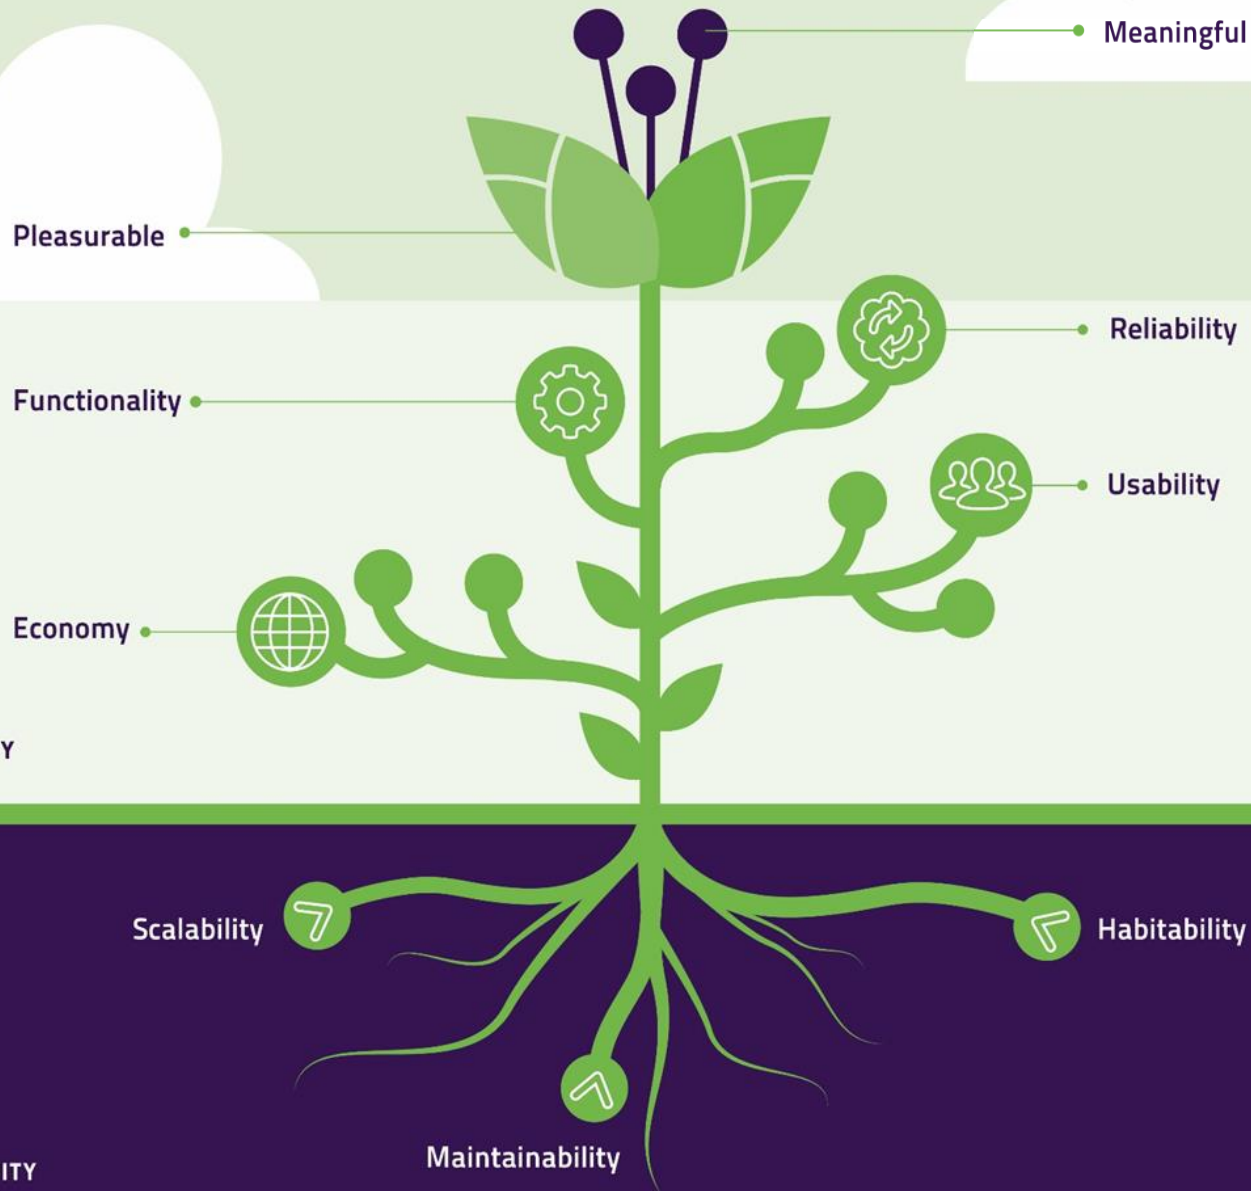 Meaningful
Pleasurable
Reliability
Functionality
Usability
Economy
Y
Scalability
Habitability
Maintainability
ITY